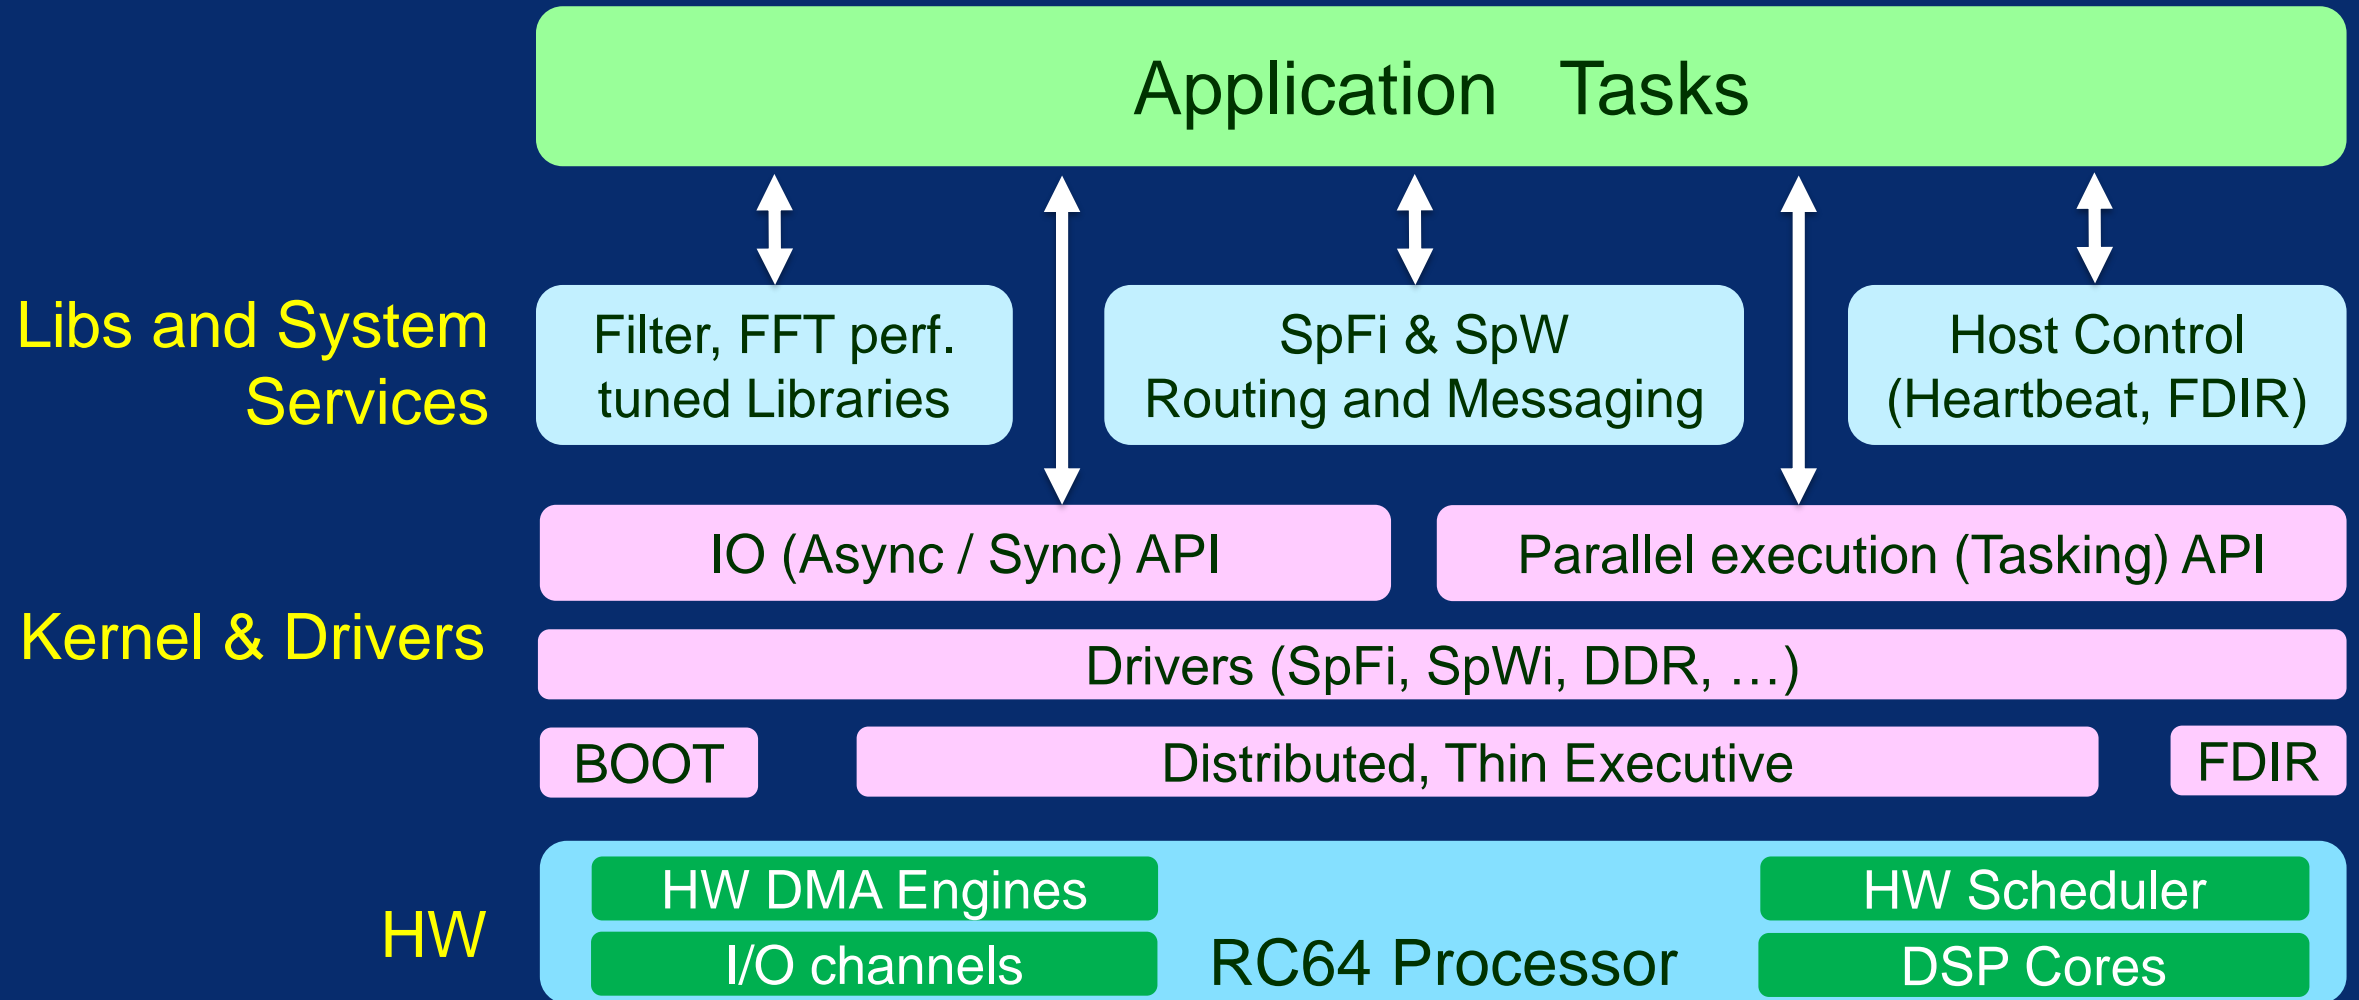 Application Tasks
Libs and System
Services
Filter, FFT perf.
tuned Libraries
SpFi & SpW
Routing and Messaging
Host Control
(Heartbeat, FDIR)
Kernel & Drivers
IO (Async / Sync) API
Parallel execution (Tasking) API
Drivers (SpFi, SpWi, DDR, …)
BOOT
Distributed, Thin Executive
FDIR
HW
HW DMA Engines
I/O channels
RC64 Processor
HW Scheduler
DSP Cores